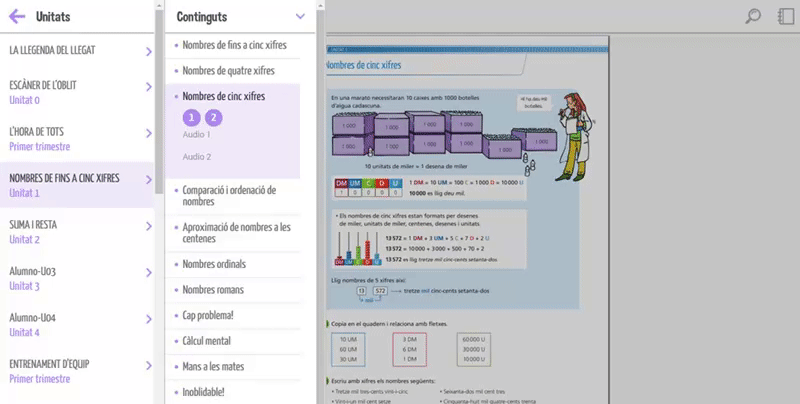 Unitats
LA LLEGENDA DEL LLEGAT
ESCÀNER DE L'OBLIT
Unitat 0
L'HORA DE TOTS
Primer trimestre
NOMBRES DE FINS A CINC XIFRES
Unitat 1
SUMA I RESTA
Unitat 2
Alumno-U03
Unitat 3
Alumno-U04
Unitat 4
ENTRENAMENT D'EQUIP
Primer trimestre
Continguts
Nombres de fins a cinc xifres
Nombres de quatre xifres
Nombres de cinc xifres
1 2
Audio 1
Audio 2
Comparació i ordenació de
nombres
Aproximació de nombres a les
centenes
Nombres ordinals
Nombres romans
Cap problema!
Càlcul mental
Mans a les mates
Inoblidable!
UNITAT 1
Nombres de cinc xifres
En una marató necessitaran 10 caixes amb 1000 botelles
d'aigua cadascuna.
Hi ha deu mil
botelles.
1 000 1 000 1 000 1 000
1 000 1 000 1 000 1 000 1 000 1 000
10 unitats de miler = 1 desena de miler
DM UM C D U
1 0 0 0 0
1 DM = 10 UM = 100 C = 1 000 D = 10 000 U
10 000 es llig deu mil.
• Els nombres de cinc xifres estan formats per desenes
de miler, unitats de miler, centenes, desenes i unitats.
13 572 = 1 DM + 3 UM + 5 C + 7 D + 2 U
13 572 = 10 000 + 3 000 + 500 + 70 + 2
13 572 es llig tretze mil cinc-cents setanta-dos.
DM UM C D U
Llig nombres de 5 xifres així:
13 572 tretze mil cinc-cents setanta-dos
mil
Copia en el quadern i relaciona amb fletxes.
10 UM 3 DM 60 000 U
60 UM 6 DM 30 000 U
30 UM 1 DM 10 000 U
Escriu amb xifres els nombres següents:
• Tretze mil tres-cents vint-i-cinc • Seixanta-dos mil cent tres
• Vint-i-un mil cent setze • Cinquanta-huit mil quatre-cents trenta